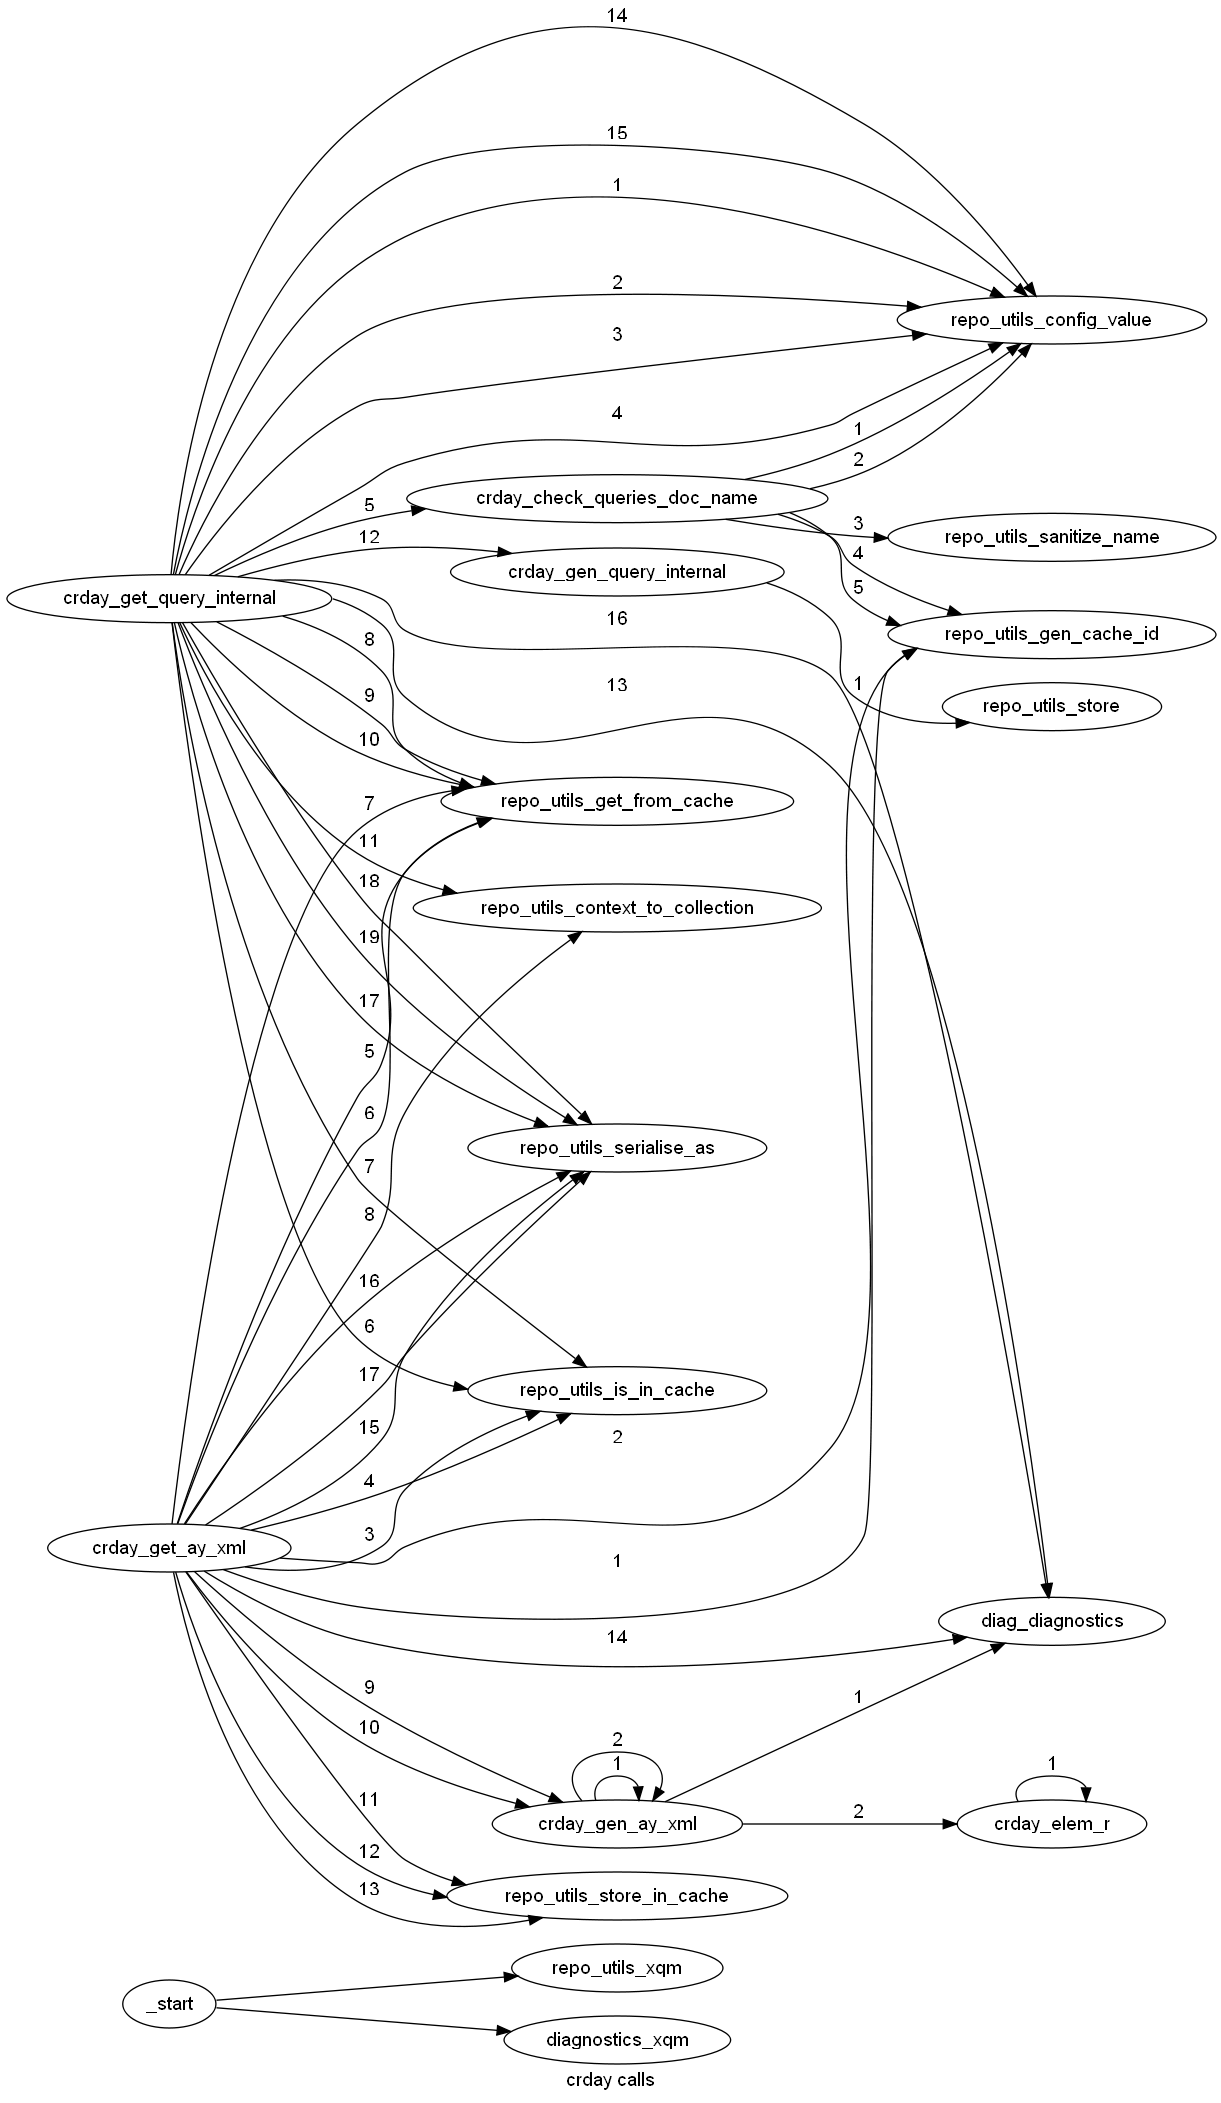 14
15
1
2
repo_utils_config_value
3
4
1
2
5
crday_check_queries_doc_name
3
12
repo_utils_sanitize_name
4
crday_gen_query_internal
5
crday_get_query_internal
16
8
repo_utils_gen_cache_id
13
1
9
repo_utils_store
10
7
repo_utils_get_from_cache
11
18
repo_utils_context_to_collection
19
17
5
6
repo_utils_serialise_as
7
8
16
6
17
repo_utils_is_in_cache
15
2
4
3
crday_get_ay_xml
1
diag_diagnostics
14
9
1
10
2
1
1
11
2
crday_gen_ay_xml
crday_elem_r
12
13
repo_utils_store_in_cache
repo_utils_xqm
_start
diagnostics_xqm
crday calls